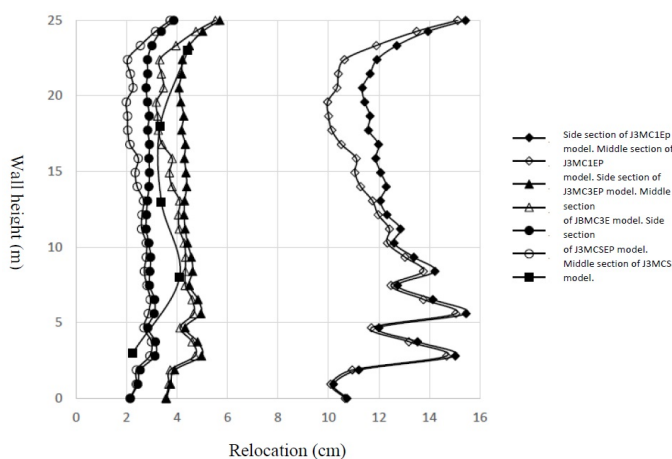 25
20
15
10
5
0
0
2
4
6
8
10
12
14
16
Wall height (m)
Relocation (cm)
Side section of J3MC1Ep
model. Middle section of
J3MC1EP
model. Side section of
J3MC3EP model. Middle
section
of JBMC3E model. Side
section
of J3MCSEP model.
Middle section of J3MCS
model.